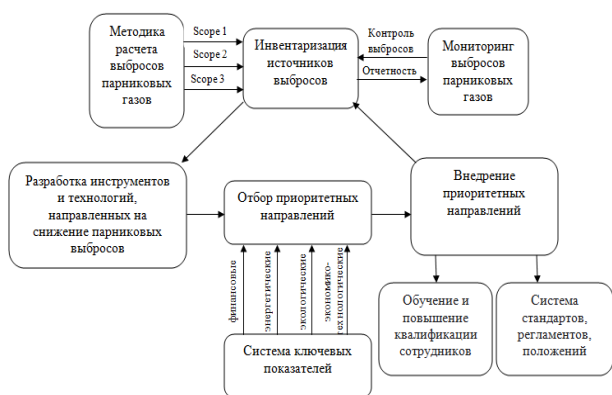 Методика
расчета
выбросов
парниковых
газов
Scope 1
Scope 2
Scope 3
Инвентаризация
источников
выбросов
Контроль
выбросов
Отчетность
Мониторинг
выбросов
парниковых
газов
Разработка инструментов
и технологий,
направленных на
снижение парниковых
выбросов
Отбор приоритетных
направлений
Внедрение
приоритетных
направлений
финансовые
энергетические
экологические
экономико-
технологические
Система ключевых
показателей
Обучение и
повышение
квалификации
сотрудников
Система
стандартов,
регламентов,
положений